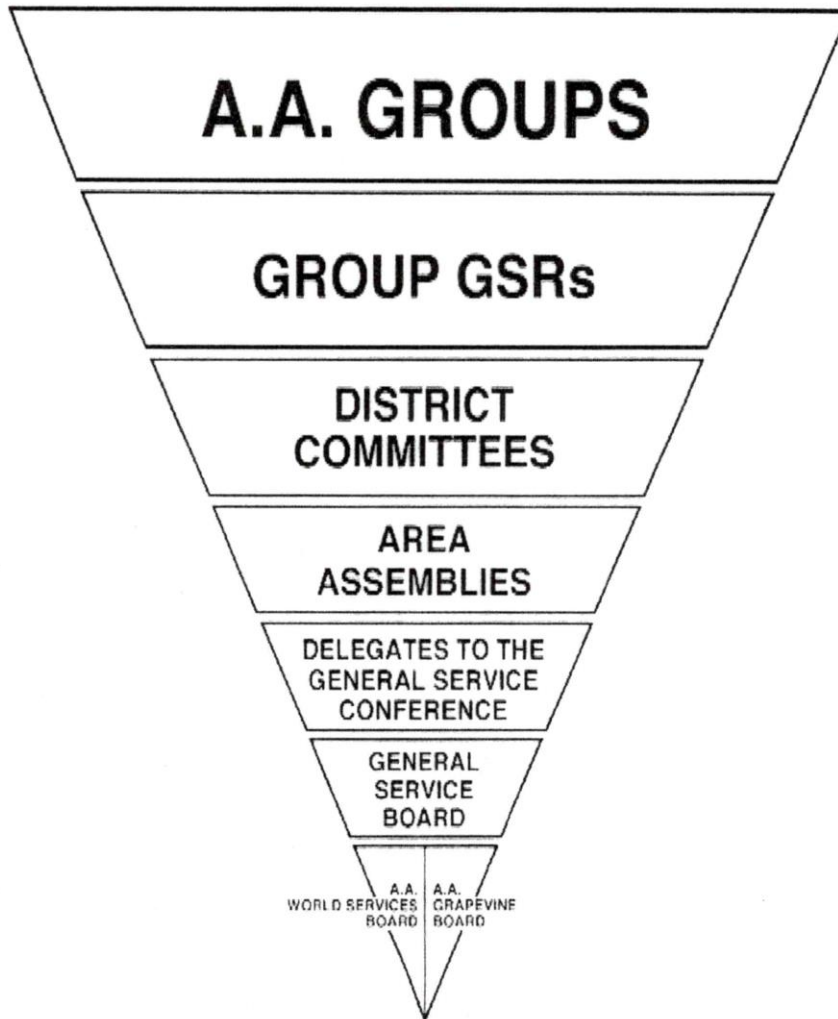 A.A. GROUPS
GROUP GSRs
DISTRICT
COMMITTEES
AREA
ASSEMBLIES
DELEGATES TO THE
GENERAL SERVICE
CONFERENCE
GENERAL
SERVICE
BOARD
A.A.
WORLD SERVICES
BOARD
A.A.
GRAPEVINE
BOARD